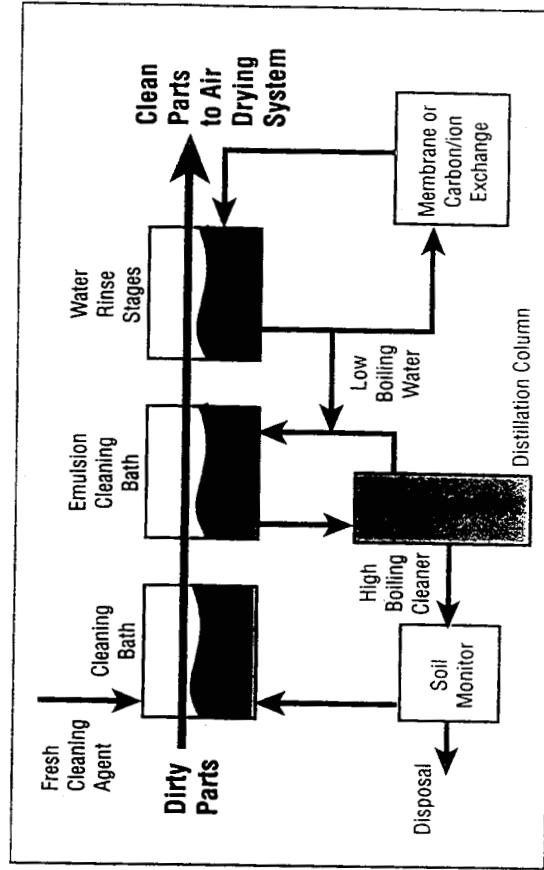 Fresh
Cleaning
Agent
Cleaning
Bath
Emulsion
Cleaning
Bath
Water
Rinse
Stages
Clean
Parts
to Air
Drying
System
Dirty
Parts
Low
Boiling
Water
High
Boiling
Cleaner
Soil
Monitor
Disposal
Distillation Column
Membrane or
Carbon/ion
Exchange